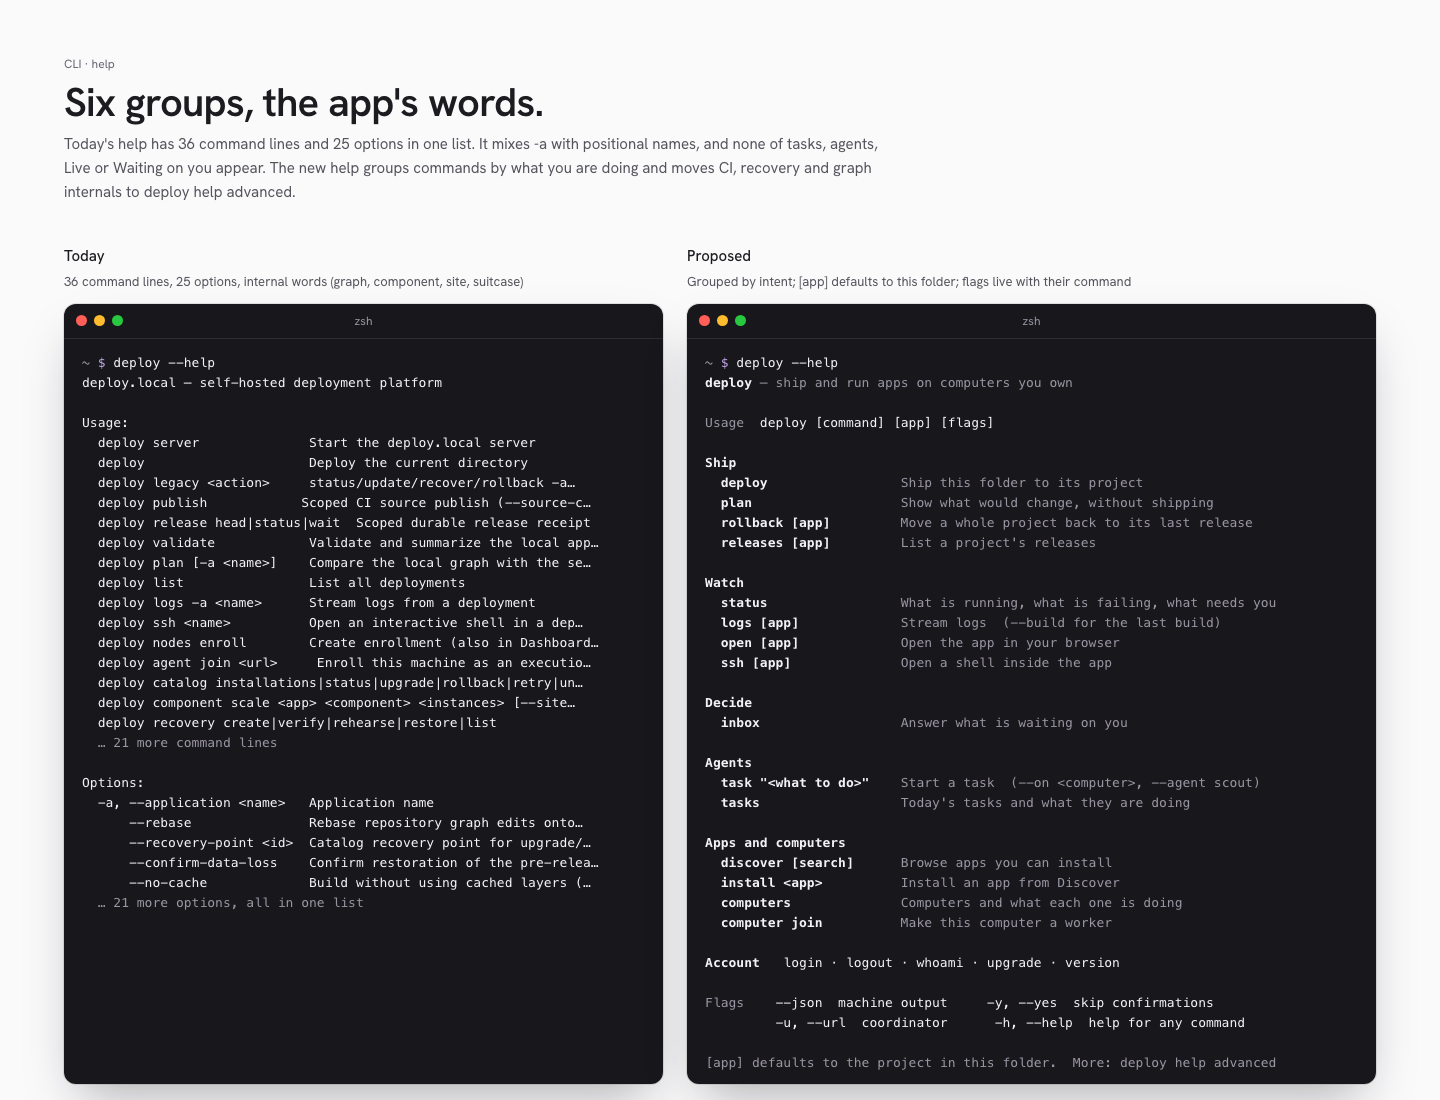 CLI · help
Six groups, the app's words.
Today's help has 36 command lines and 25 options in one list. It mixes -a with positional names, and none of tasks, agents,
Live or Waiting on you appear. The new help groups commands by what you are doing and moves CI, recovery and graph
internals to deploy help advanced.
Today
36 command lines, 25 options, internal words (graph, component, site, suitcase)
zsh
~ $ deploy --help
deploy.local — self-hosted deployment platform
Usage:
deploy server Start the deploy.local server
deploy Deploy the current directory
deploy legacy <action> status/update/recover/rollback -a…
deploy publish Scoped CI source publish (--source-c…
deploy release head|status|wait Scoped durable release receipt
deploy validate Validate and summarize the local app…
deploy plan [-a <name>] Compare the local graph with the se…
deploy list List all deployments
deploy logs -a <name> Stream logs from a deployment
deploy ssh <name> Open an interactive shell in a dep…
deploy nodes enroll Create enrollment (also in Dashboard…
deploy agent join <url> Enroll this machine as an executio…
deploy catalog installations|status|upgrade|rollback|retry|un…
deploy component scale <app> <component> <instances> [--site…
deploy recovery create|verify|rehearse|restore|list
… 21 more command lines
Options:
-a, --application <name> Application name
--rebase Rebase repository graph edits onto…
--recovery-point <id> Catalog recovery point for upgrade/…
--confirm-data-loss Confirm restoration of the pre-relea…
--no-cache Build without using cached layers (…
… 21 more options, all in one list
Proposed
Grouped by intent; [app] defaults to this folder; flags live with their command
zsh
~ $ deploy --help
deploy — ship and run apps on computers you own
Usage deploy [command] [app] [flags]
Ship
deploy Ship this folder to its project
plan Show what would change, without shipping
rollback [app] Move a whole project back to its last release
releases [app] List a project's releases
Watch
status What is running, what is failing, what needs you
logs [app] Stream logs (--build for the last build)
open [app] Open the app in your browser
ssh [app] Open a shell inside the app
Decide
inbox Answer what is waiting on you
Agents
task "<what to do>" Start a task (--on <computer>, --agent scout)
tasks Today's tasks and what they are doing
Apps and computers
discover [search] Browse apps you can install
install <app> Install an app from Discover
computers Computers and what each one is doing
computer join Make this computer a worker
Account login · logout · whoami · upgrade · version
Flags --json machine output -y, --yes skip confirmations
-u, --url coordinator -h, --help help for any command
[app] defaults to the project in this folder. More: deploy help advanced